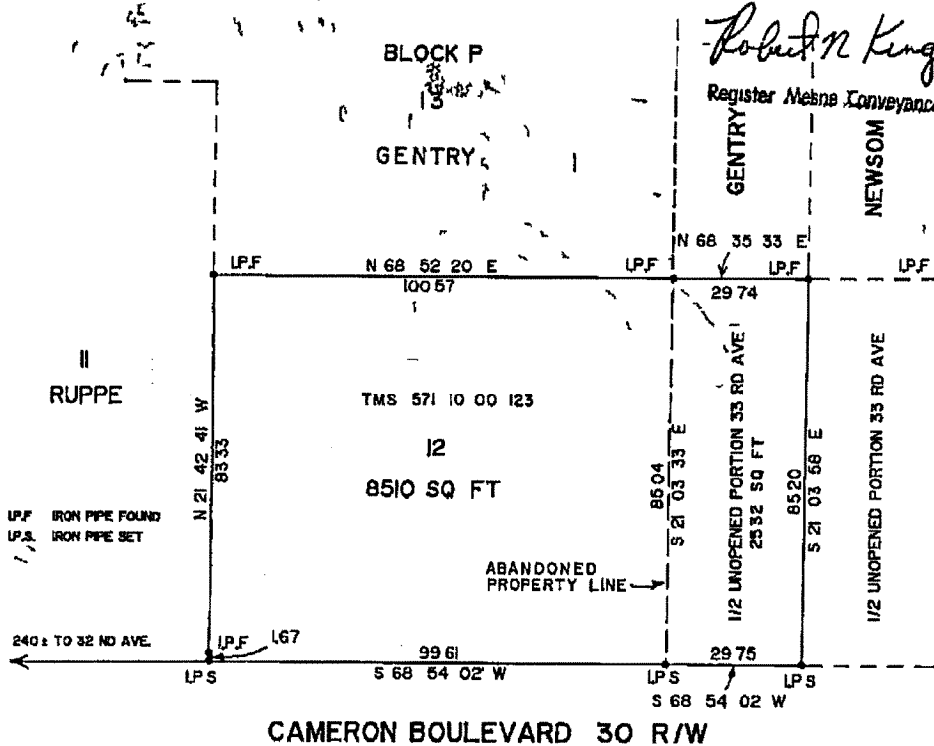 BLOCK P
13
GENTRY
Robert N King
Register Mesne Conveyance
GENTRY
NEWSOM
N 68 35 33 E
I.P.F
N 68 52 20 E
I.P.F
I.P.F
I.P.F
100 57
29 74
11
RUPPE
TMS 571 10 00 123
12
8510 SQ FT
N 21 42 41 W
83 33
85 04
S 21 03 33 E
1/2 UNOPENED PORTION 33 RD AVE
2532 SQ FT
85 20
S 21 03 58 E
1/2 UNOPENED PORTION 33 RD AVE
I.P.F IRON PIPE FOUND
I.P.S. IRON PIPE SET
ABANDONED
PROPERTY LINE
240± TO 32 ND AVE.
I.P.F
1.67
99 61
29 75
I.P S
S 68 54 02 W
I.P S
I.P S
S 68 54 02 W
CAMERON BOULEVARD 30 R/W